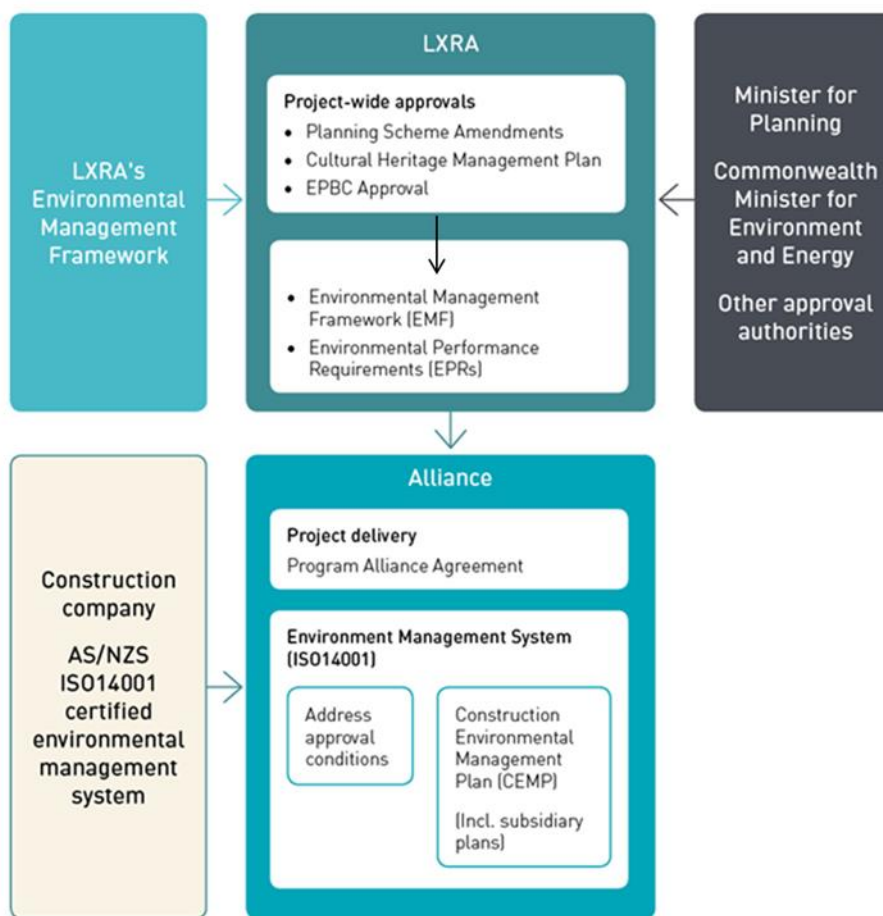 LXRA's
Environmental
Management
Framework
LXRA
Project-wide approvals
• Planning Scheme Amendments
• Cultural Heritage Management Plan
• EPBC Approval
• Environmental Management
Framework (EMF)
• Environmental Performance
Requirements (EPRs)
Minister for
Planning
Commonwealth
Minister for
Environment
and Energy
Other approval
authorities
Construction
company
AS/NZS
ISO14001
certified
environmental
management
system
Alliance
Project delivery
Program Alliance Agreement
Environment Management System
(ISO14001)
Address
approval
conditions
Construction
Environmental
Management
Plan (CEMP)
(Incl. subsidiary
plans)